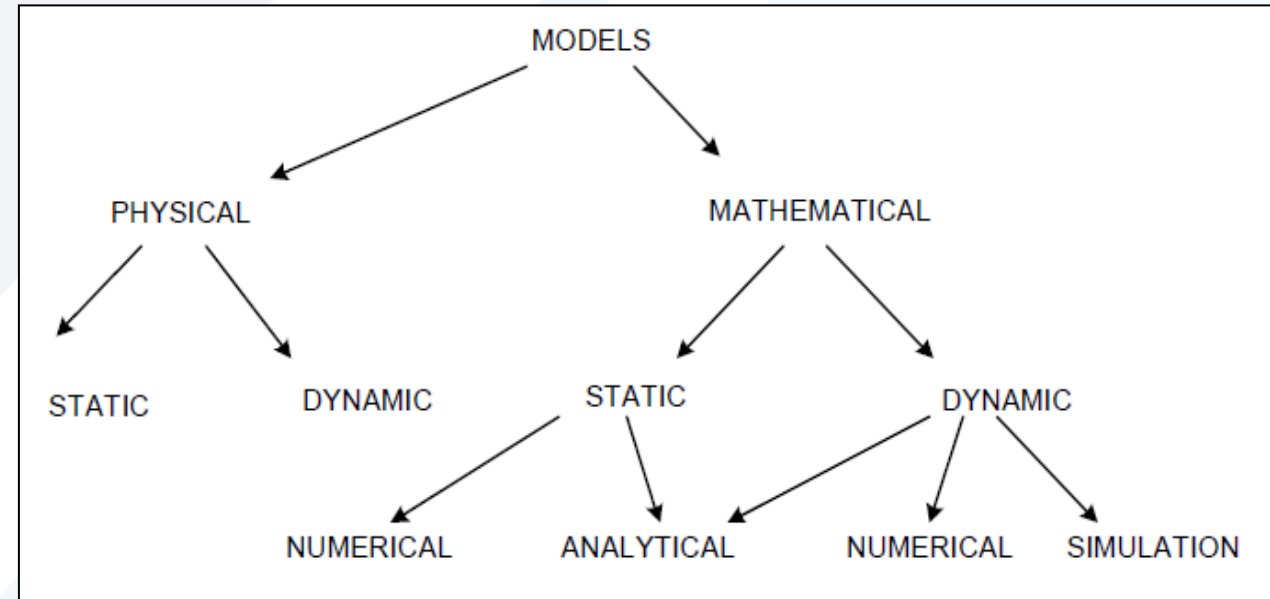 MODELS
PHYSICAL
MATHEMATICAL
STATIC
DYNAMIC
STATIC
DYNAMIC
NUMERICAL
ANALYTICAL
NUMERICAL
SIMULATION